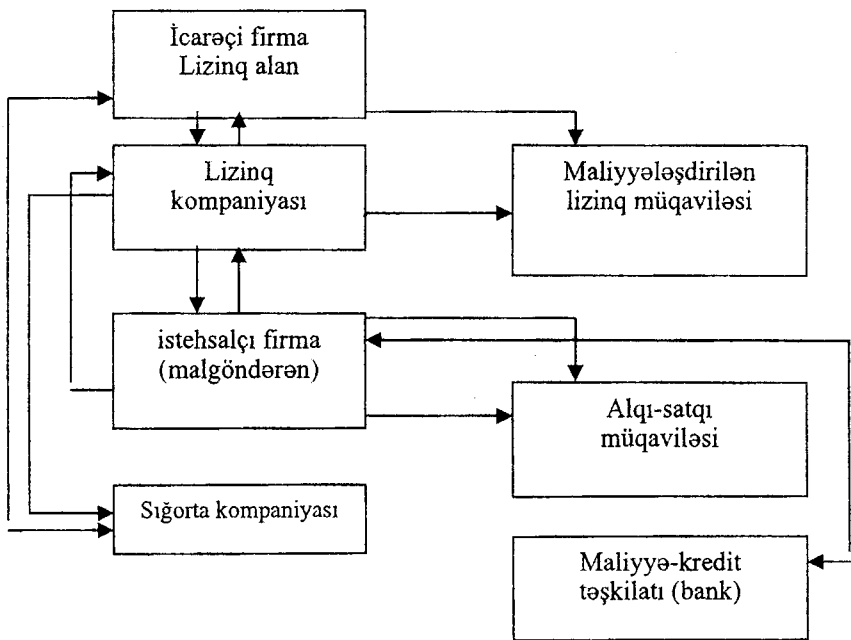 İcarəçi firma
Lizinq alan
Lizinq
kompaniyası
Maliyyələşdirilən
lizinq müqaviləsi
istehsalçı firma
(malgöndərən)
Alqı-satqı
müqaviləsi
Sığorta kompaniyası
Maliyyə-kredit
təşkilatı (bank)